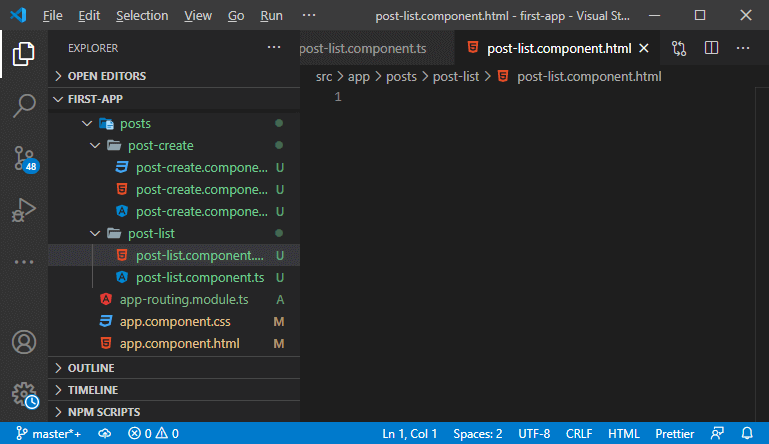 File Edit Selection View Go Run ··· post-list.component.html - first-app - Visual St...
EXPLORER ···
post-list.component.ts post-list.component.html
OPEN EDITORS
src > app > posts > post-list > post-list.component.html
FIRST-APP
1
posts
post-create
post-create.compone... U
post-create.compone... U
post-create.compone... U
48
post-list
post-list.component.... U
post-list.component.ts U
app-routing.module.ts A
app.component.css M
app.component.html M
OUTLINE
TIMELINE
NPM SCRIPTS
master*+ 0 0 Ln 1, Col 1 Spaces: 2 UTF-8 CRLF HTML Prettier